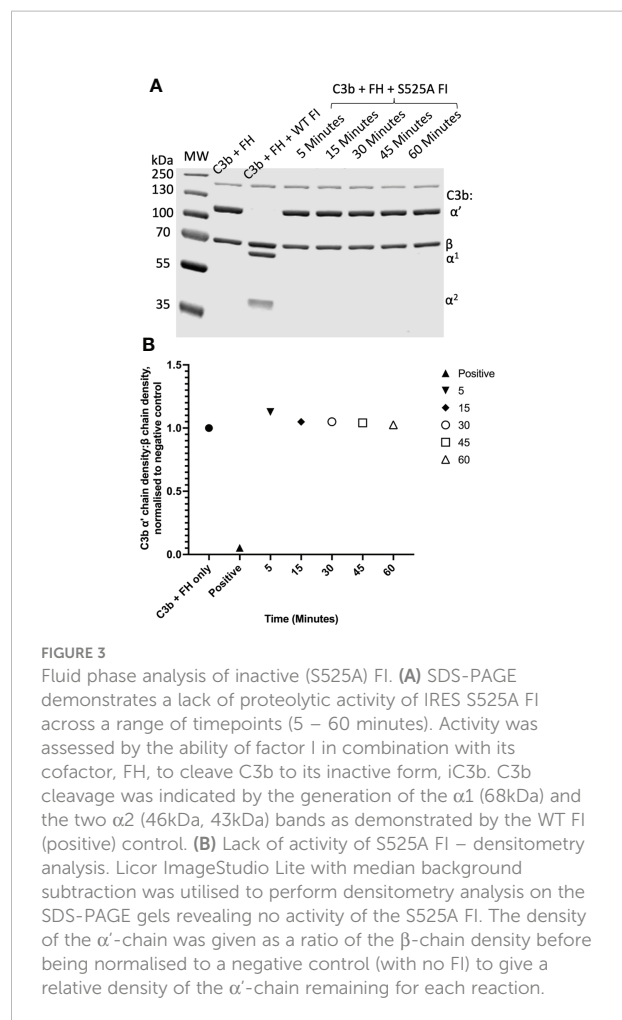 A
C3b + FH + S525A FI
C3b + FH
C3b + FH + WT FI
5 Minutes
15 Minutes
30 Minutes
45 Minutes
60 Minutes
kDa
MW
250
130
100
70
55
35
C3b:
α’
β
α¹
α²
B
C3b α’ chain density:β chain density,
normalised to negative control
1.5
1.0
0.5
0.0
C3b + FH only
Positive
5
15
30
45
60
Time (Minutes)
Positive
5
15
30
45
60
FIGURE 3
Fluid phase analysis of inactive (S525A) FI. (A) SDS-PAGE
demonstrates a lack of proteolytic activity of IRES S525A FI
across a range of timepoints (5 – 60 minutes). Activity was
assessed by the ability of factor I in combination with its
cofactor, FH, to cleave C3b to its inactive form, iC3b. C3b
cleavage was indicated by the generation of the α1 (68kDa) and
the two α2 (46kDa, 43kDa) bands as demonstrated by the WT FI
(positive) control. (B) Lack of activity of S525A FI – densitometry
analysis. Licor ImageStudio Lite with median background
subtraction was utilised to perform densitometry analysis on the
SDS-PAGE gels revealing no activity of the S525A FI. The density
of the α’-chain was given as a ratio of the β-chain density before
being normalised to a negative control (with no FI) to give a
relative density of the α’-chain remaining for each reaction.